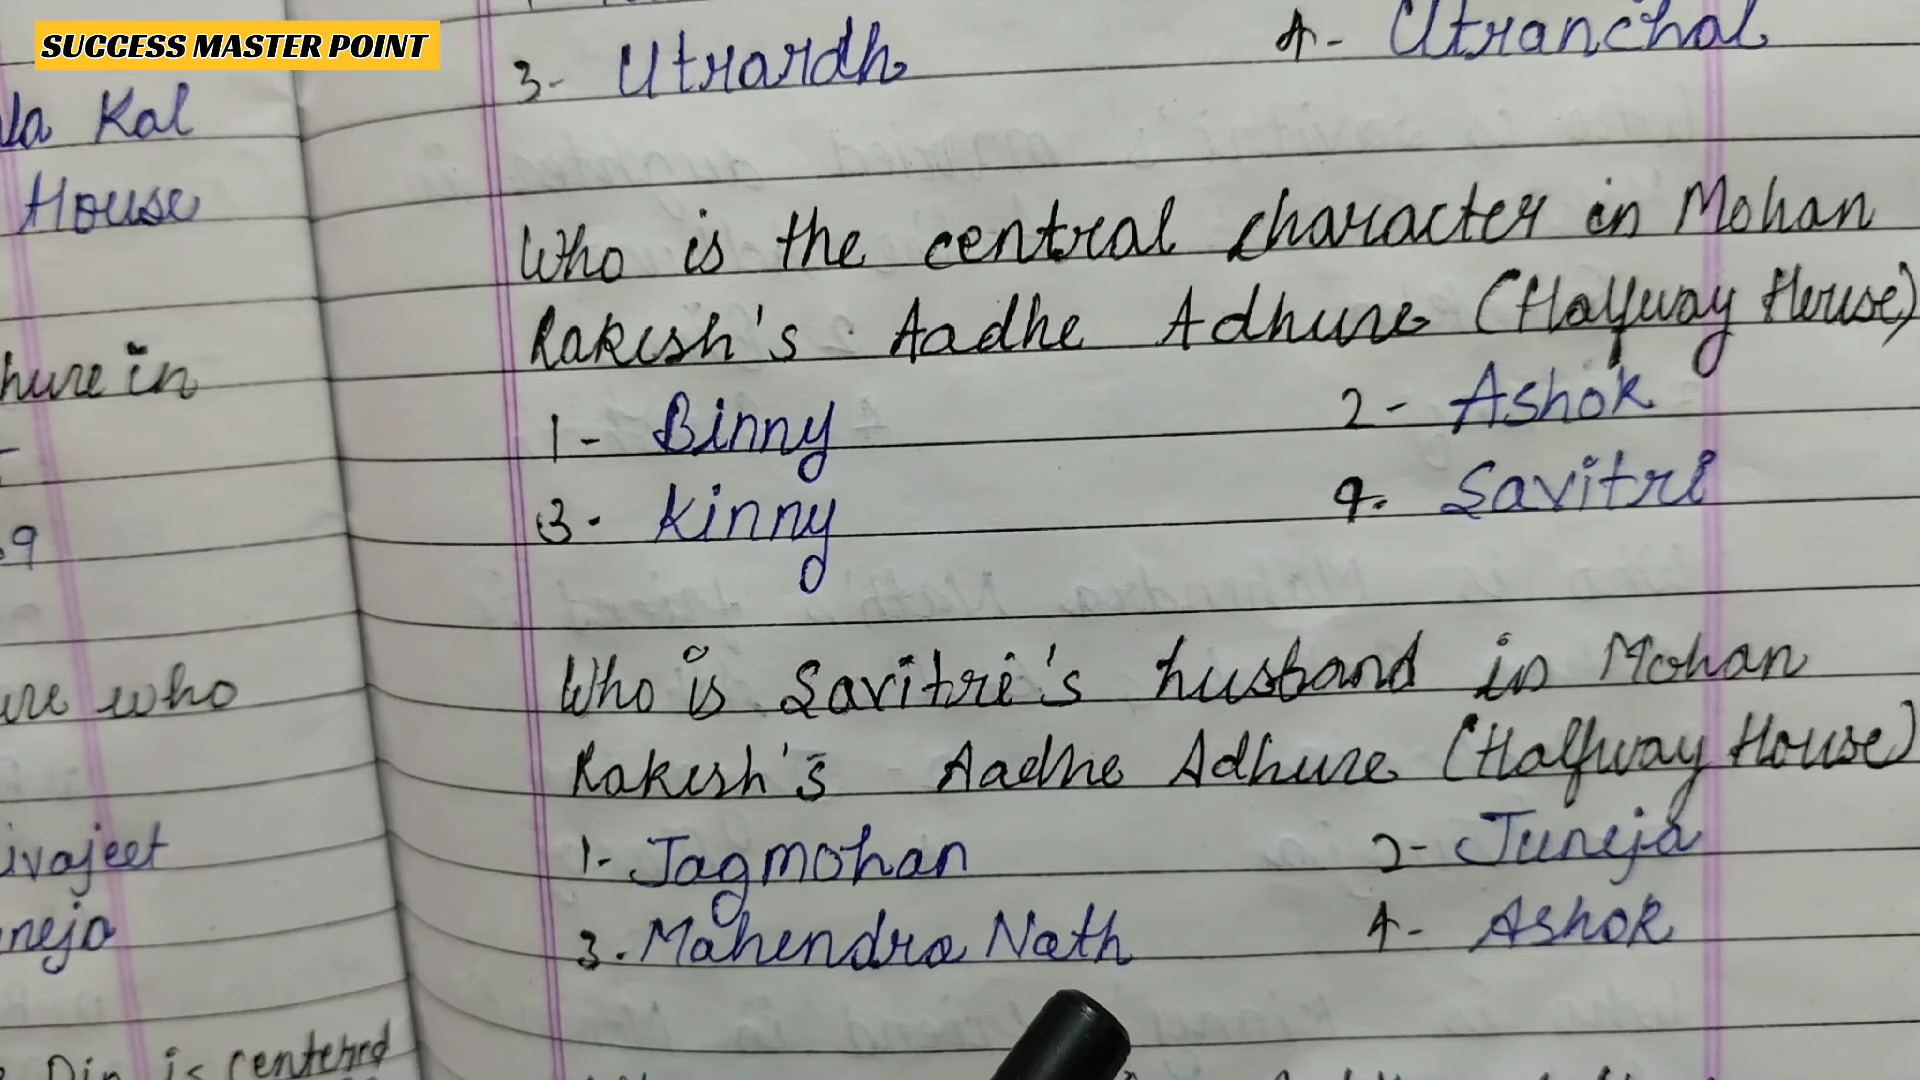 SUCCESS MASTER POINT
la Kal
House
hure in
9
ure who
ivajeet
neja
Din is centered
3- Utrardh 4- Utranchal
Who is the central character in Mohan
Rakesh's Aadhe Adhure (Halfway House)
1- Binny 2- Ashok
3- Kinny 4. Savitri
Who is Savitri's husband in Mohan
Rakesh's Aadhe Adhure (Halfway House)
1- Jagmohan 2- Juneja
3. Mahendra Nath 4- Ashok